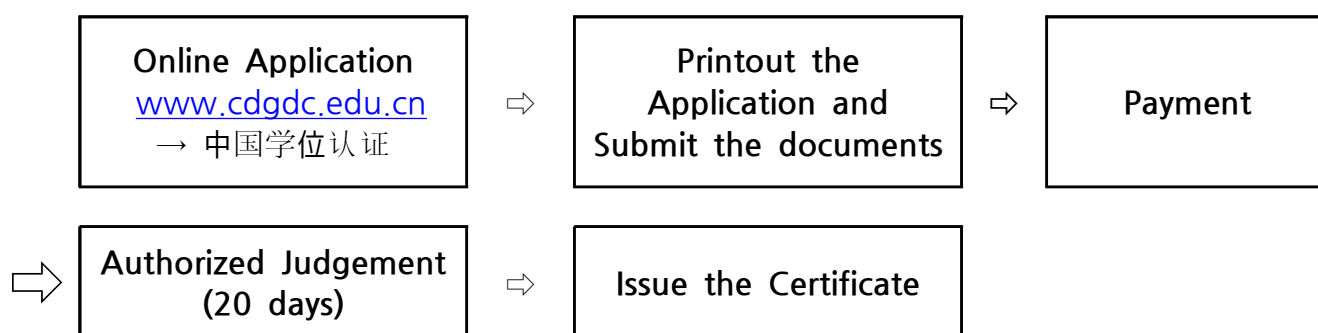 Online Application
www.cdgdc.edu.cn
→ 中国学位认证
⇨
Printout the
Application and
Submit the documents
⇨
Payment
⇨
Authorized Judgement
(20 days)
⇨
Issue the Certificate